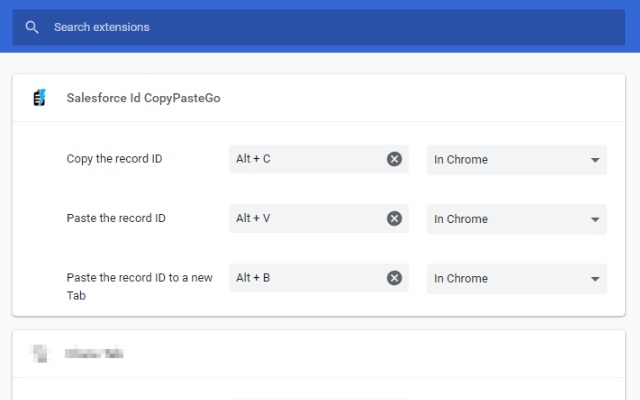 Search extensions
Salesforce Id CopyPasteGo
Copy the record ID
Alt + C
In Chrome
Paste the record ID
Alt + V
In Chrome
Paste the record ID to a new
Tab
Alt + B
In Chrome